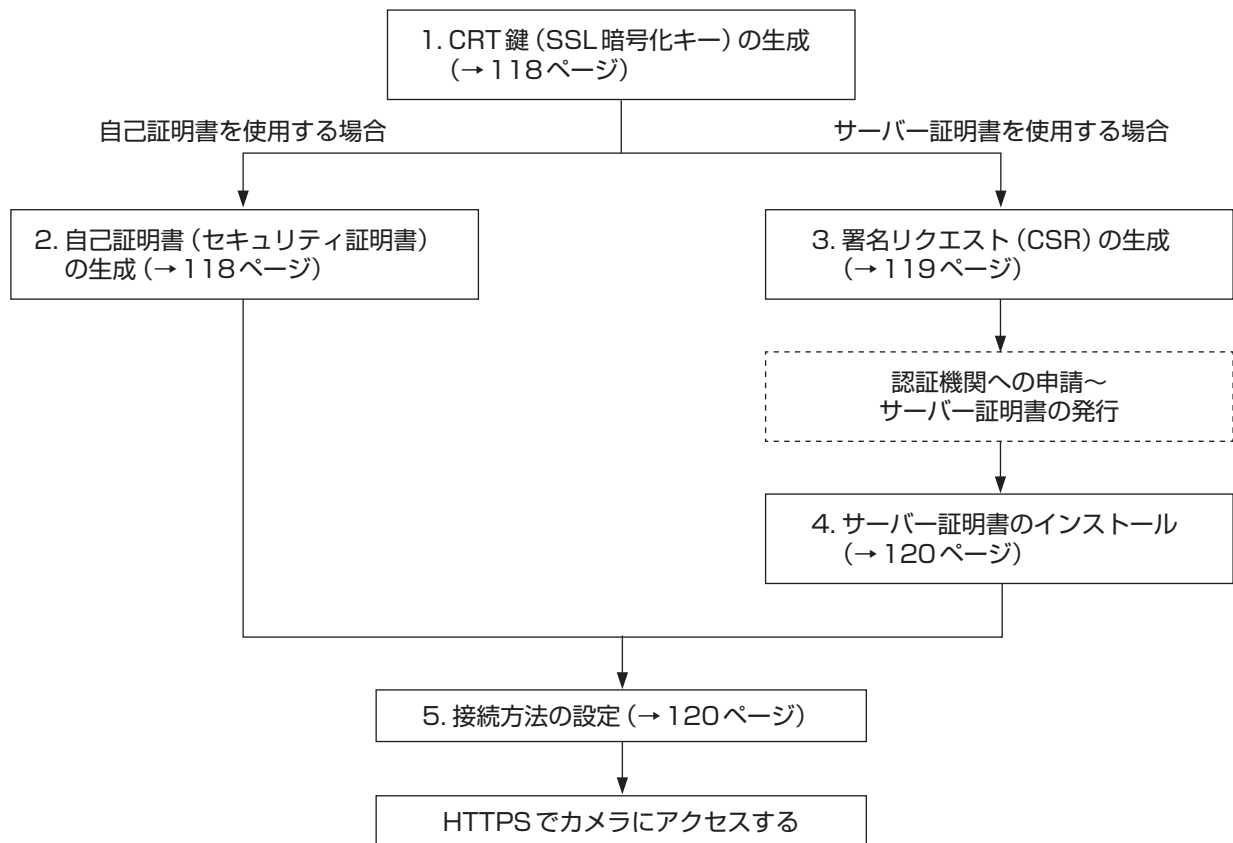 1. CRT鍵（SSL暗号化キー）の生成
（→118ページ）
自己証明書を使用する場合
サーバー証明書を使用する場合
2. 自己証明書（セキュリティ証明書）
の生成（→118ページ）
3. 署名リクエスト（CSR）の生成
（→119ページ）
認証機関への申請～
サーバー証明書の発行
4. サーバー証明書のインストール
（→120ページ）
5. 接続方法の設定（→120ページ）
HTTPSでカメラにアクセスする